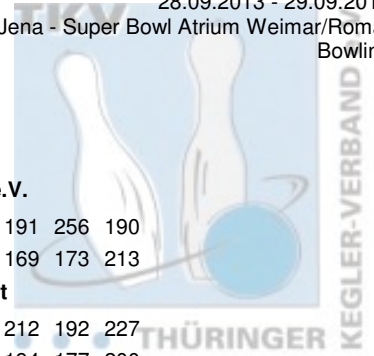 28.09.2013 - 29.09.201
TKV
Jena - Super Bowl Atrium Weimar/Roma
Bowlin
e.V.
191 256 190
169 173 213
t
212 192 227
THÜRINGER
KEGLER-VERBAND